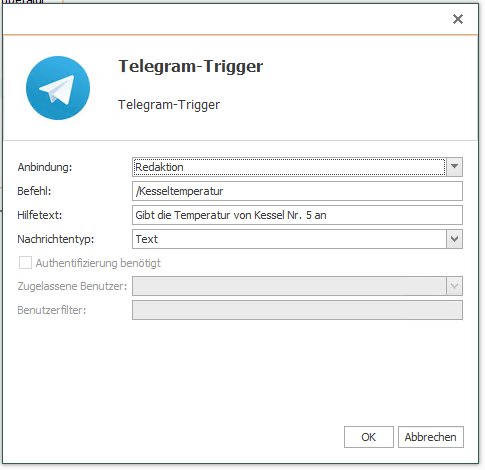 Telegram-Trigger
Telegram-Trigger
Anbindung: Redaktion
Befehl: /Kesseltemperatur
Hilfetext: Gibt die Temperatur von Kessel Nr. 5 an
Nachrichtentyp: Text
Authentifizierung benötigt
Zugelassene Benutzer:
Benutzerfilter:
OK Abbrechen